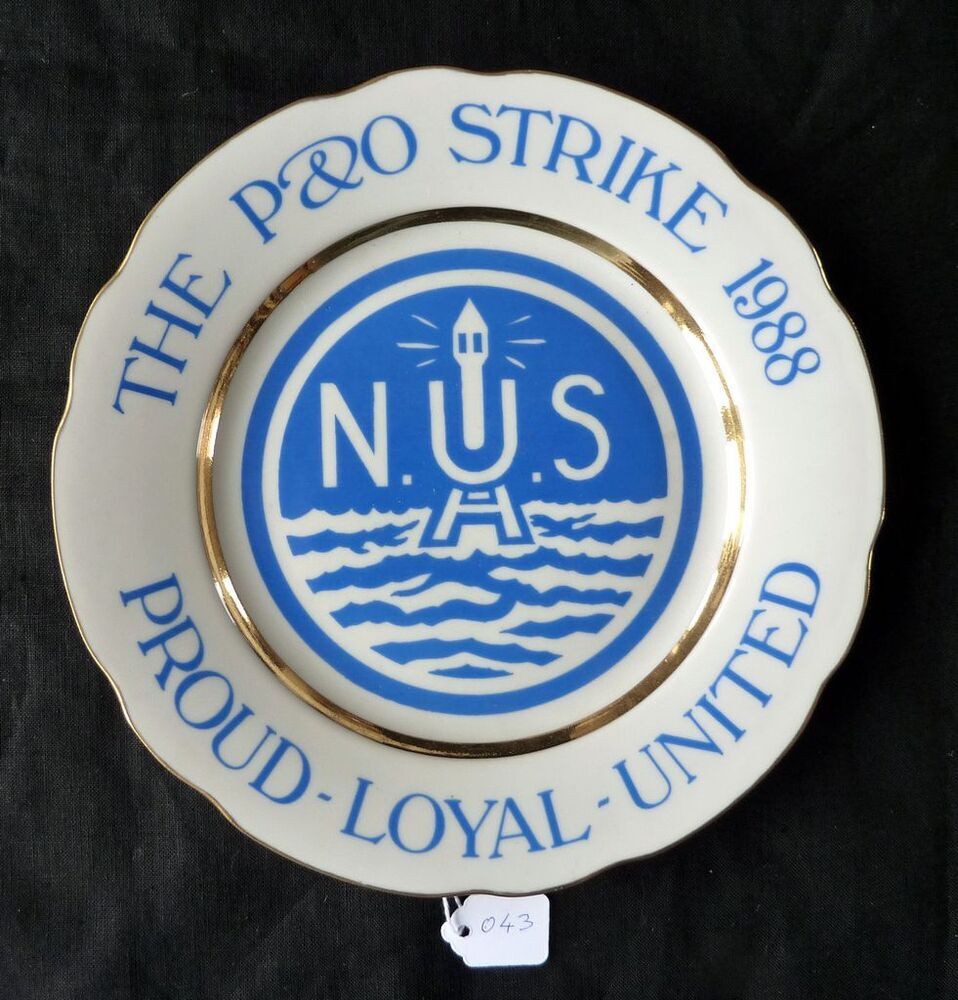 THE P&O STRIKE 1988
N.U.S
PROUD - LOYAL - UNITED
043